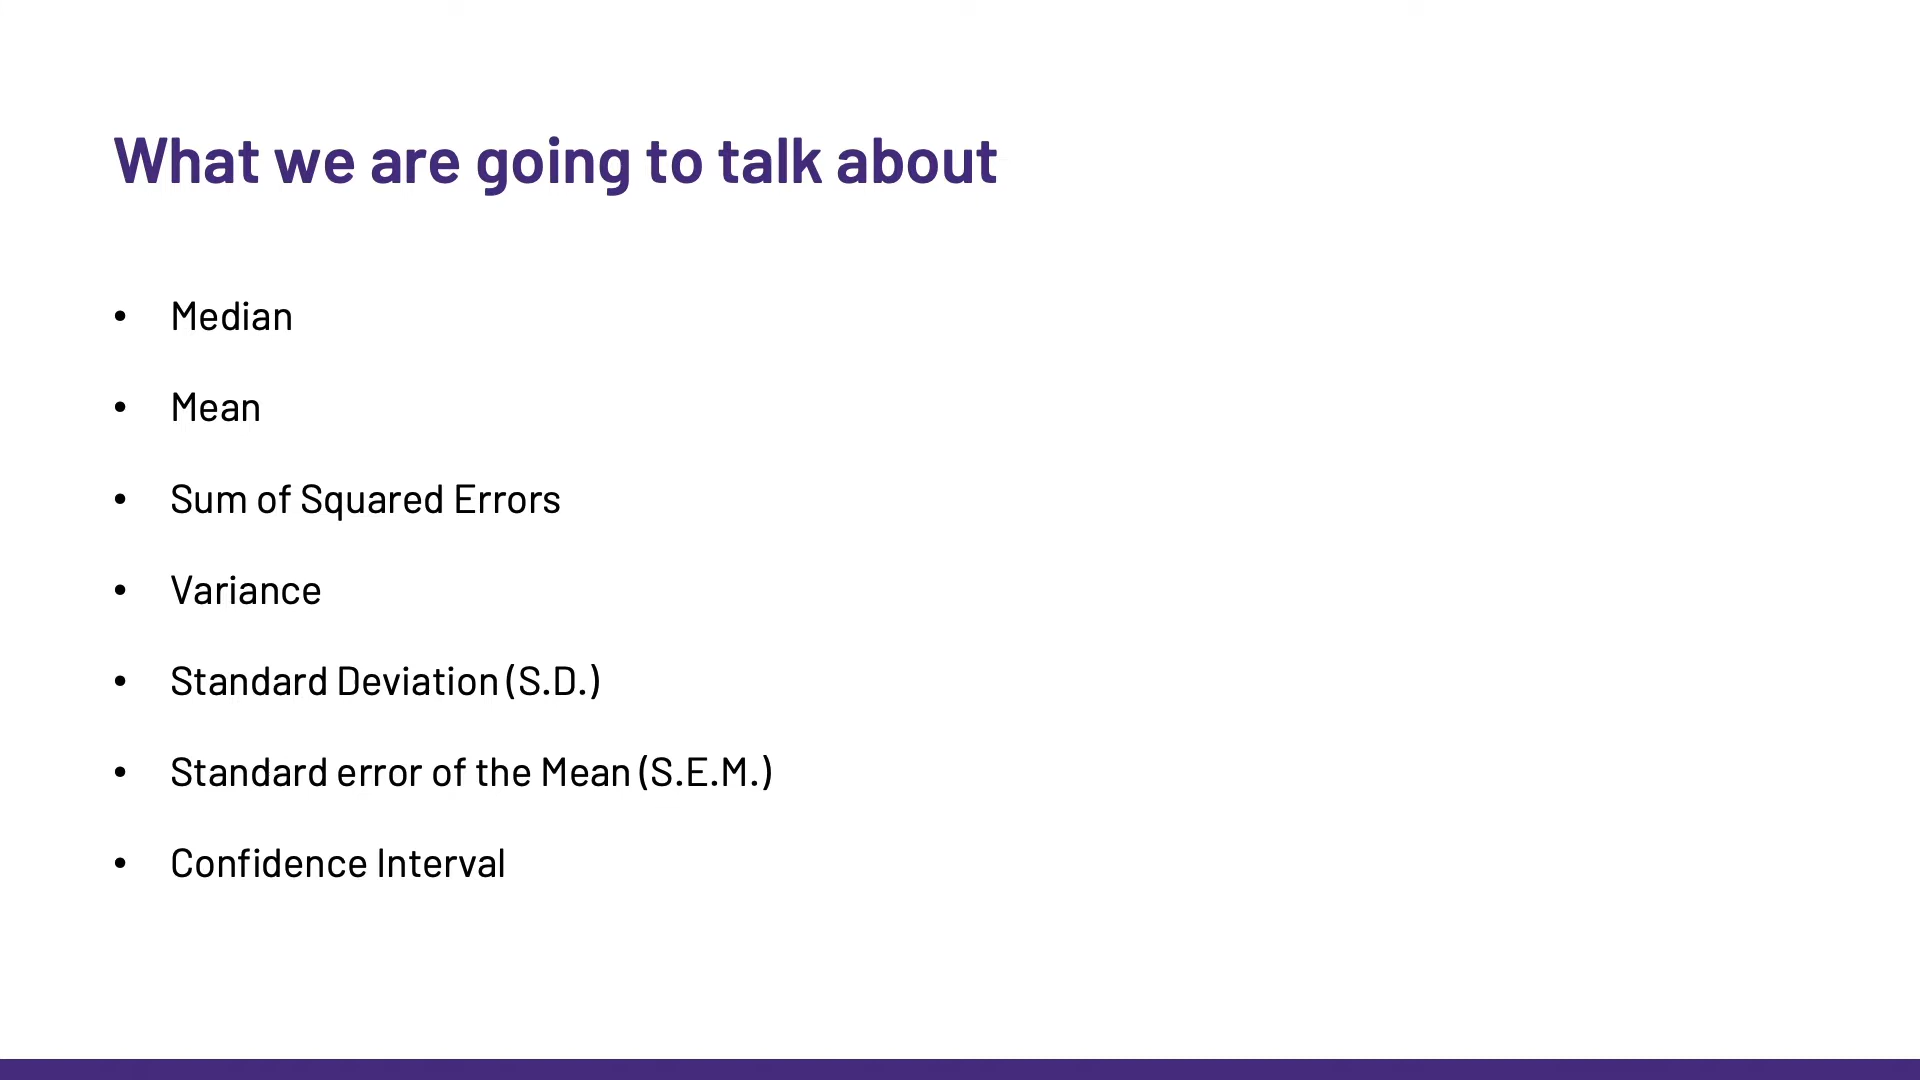 What we are going to talk about
• Median
• Mean
• Sum of Squared Errors
• Variance
• Standard Deviation (S.D.)
• Standard error of the Mean (S.E.M.)
• Confidence Interval